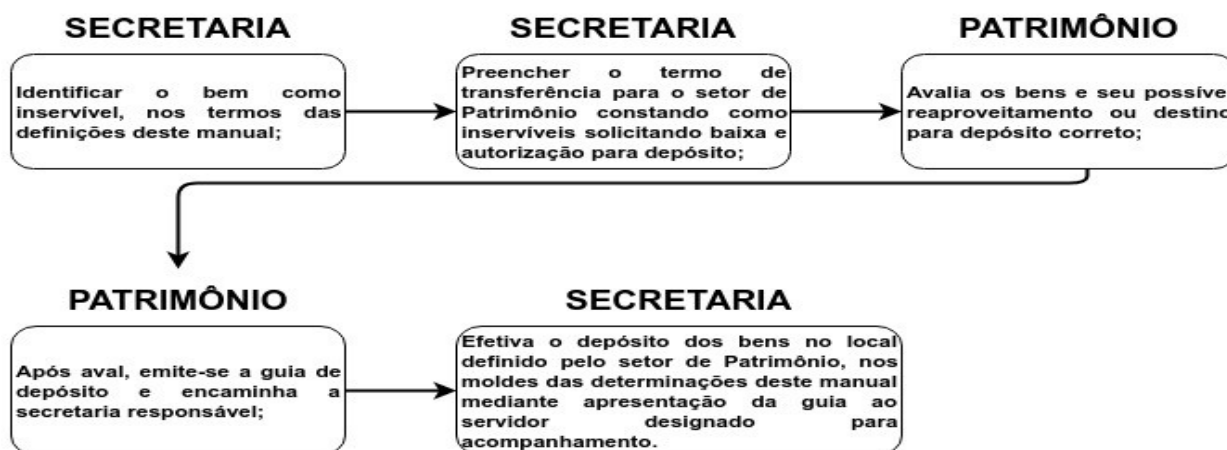 SECRETARIA
Identificar o bem como
inservível, nos termos das
definições deste manual;
SECRETARIA
Preencher o termo de
transferência para o setor de
Patrimônio constando como
inservíveis solicitando baixa e
autorização para depósito;
PATRIMÔNIO
Avalia os bens e seu possível
reaproveitamento ou destino
para depósito correto;
PATRIMÔNIO
Após aval, emite-se a guia de
depósito e encaminha a
secretaria responsável;
SECRETARIA
Efetiva o depósito dos bens no local
definido pelo setor de Patrimônio, nos
moldes das determinações deste manual
mediante apresentação da guia ao
servidor designado para
acompanhamento.